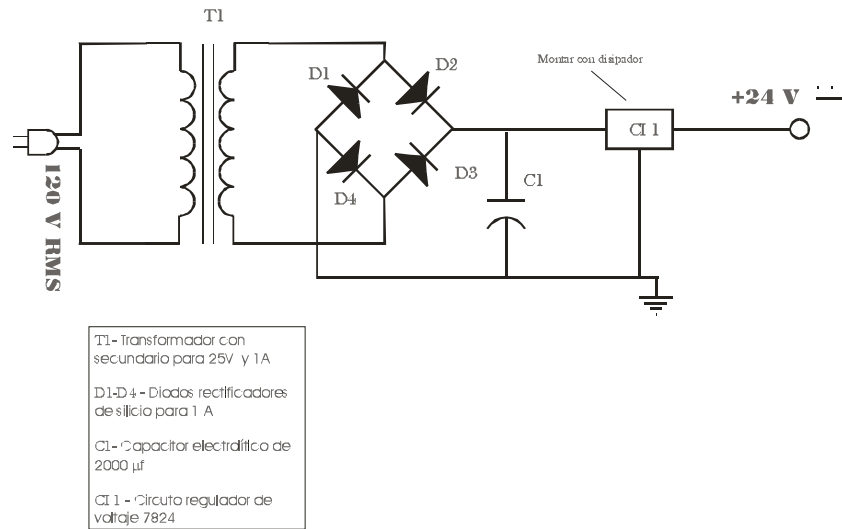 T1
D1
D2
D3
D4
Montar con disipador
+24 V
CI 1
C1
120 V RMS
T1- Transformador con
secundario para 25V y 1A
D1-D4 - Diodos rectificadores
de silicio para 1 A
C1- Capacitor electrolítico de
2000 µf
CI 1 - Circuto regulador de
voltaje 7824